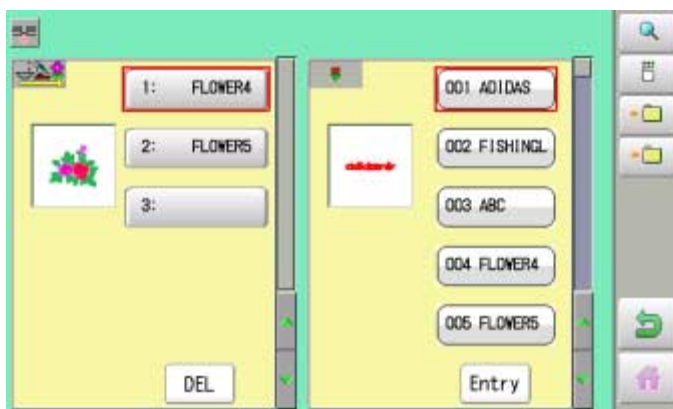 1: FLOWER4
2: FLOWER5
3:
DEL
001 ADIDAS
002 FISHINGL
003 ABC
004 FLOWER4
005 FLOWER5
Entry